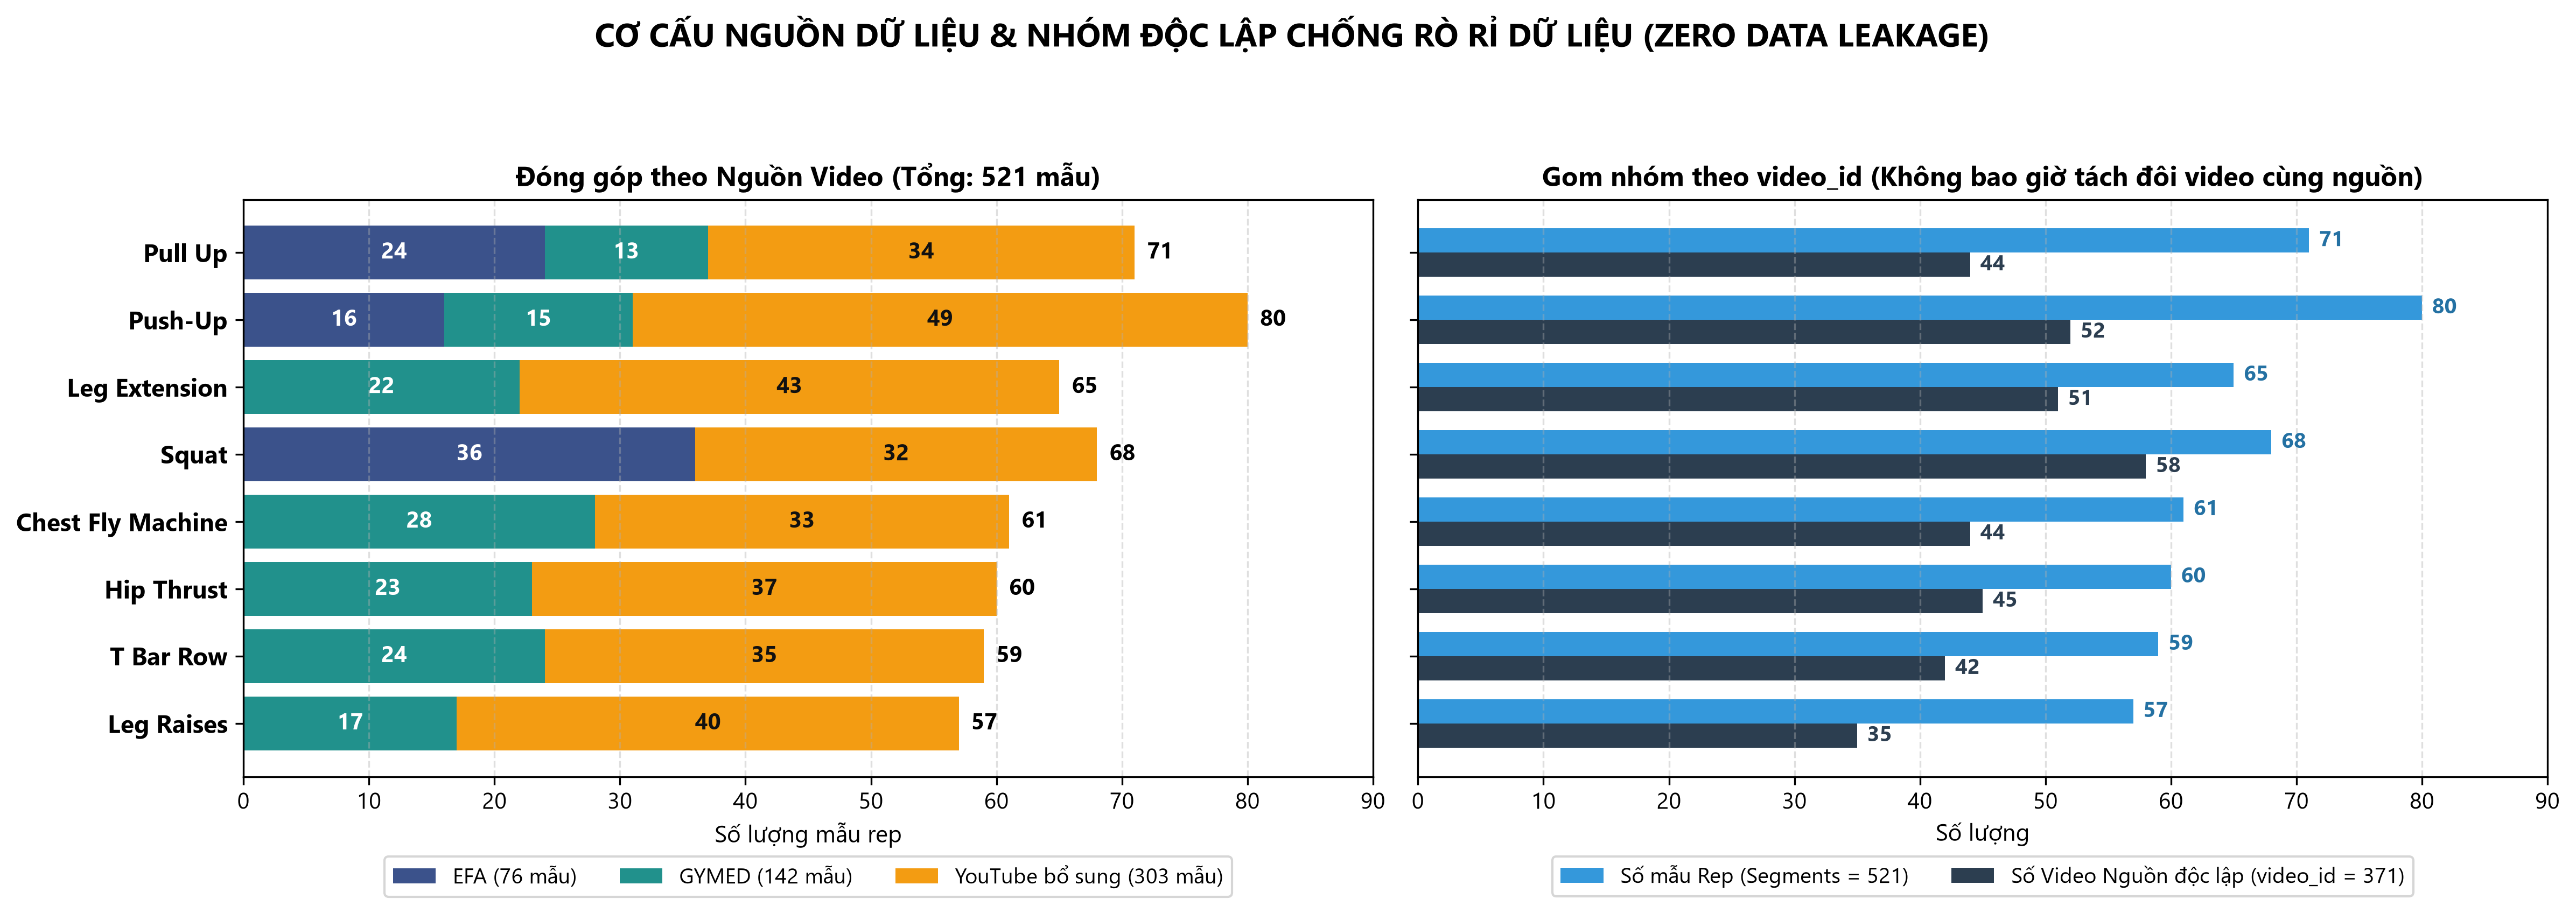 CƠ CẤU NGUỒN DỮ LIỆU & NHÓM ĐỘC LẬP CHỐNG RÒ RỈ DỮ LIỆU (ZERO DATA LEAKAGE)
Đóng góp theo Nguồn Video (Tổng: 521 mẫu)
Pull Up 24 13 34 71
Push-Up 16 15 49 80
Leg Extension 22 43 65
Squat 36 32 68
Chest Fly Machine 28 33 61
Hip Thrust 23 37 60
T Bar Row 24 35 59
Leg Raises 17 40 57
0 10 20 30 40 50 60 70 80 90
Số lượng mẫu rep
EFA (76 mẫu) GYMED (142 mẫu) YouTube bổ sung (303 mẫu)
Gom nhóm theo video_id (Không bao giờ tách đôi video cùng nguồn)
71
44
80
52
65
51
68
58
61
44
60
45
59
42
57
35
0 10 20 30 40 50 60 70 80 90
Số lượng
Số mẫu Rep (Segments = 521) Số Video Nguồn độc lập (video_id = 371)